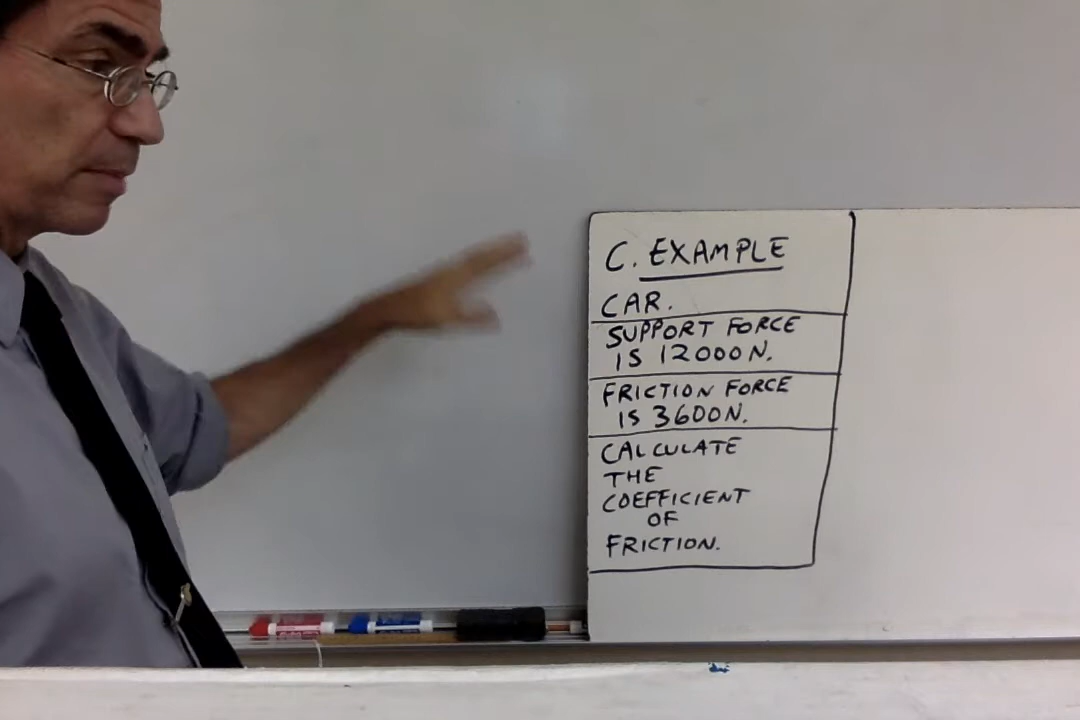 C. EXAMPLE
CAR.
SUPPORT FORCE
IS 12000N.
FRICTION FORCE
IS 3600N.
CALCULATE
THE
COEFFICIENT
OF
FRICTION.